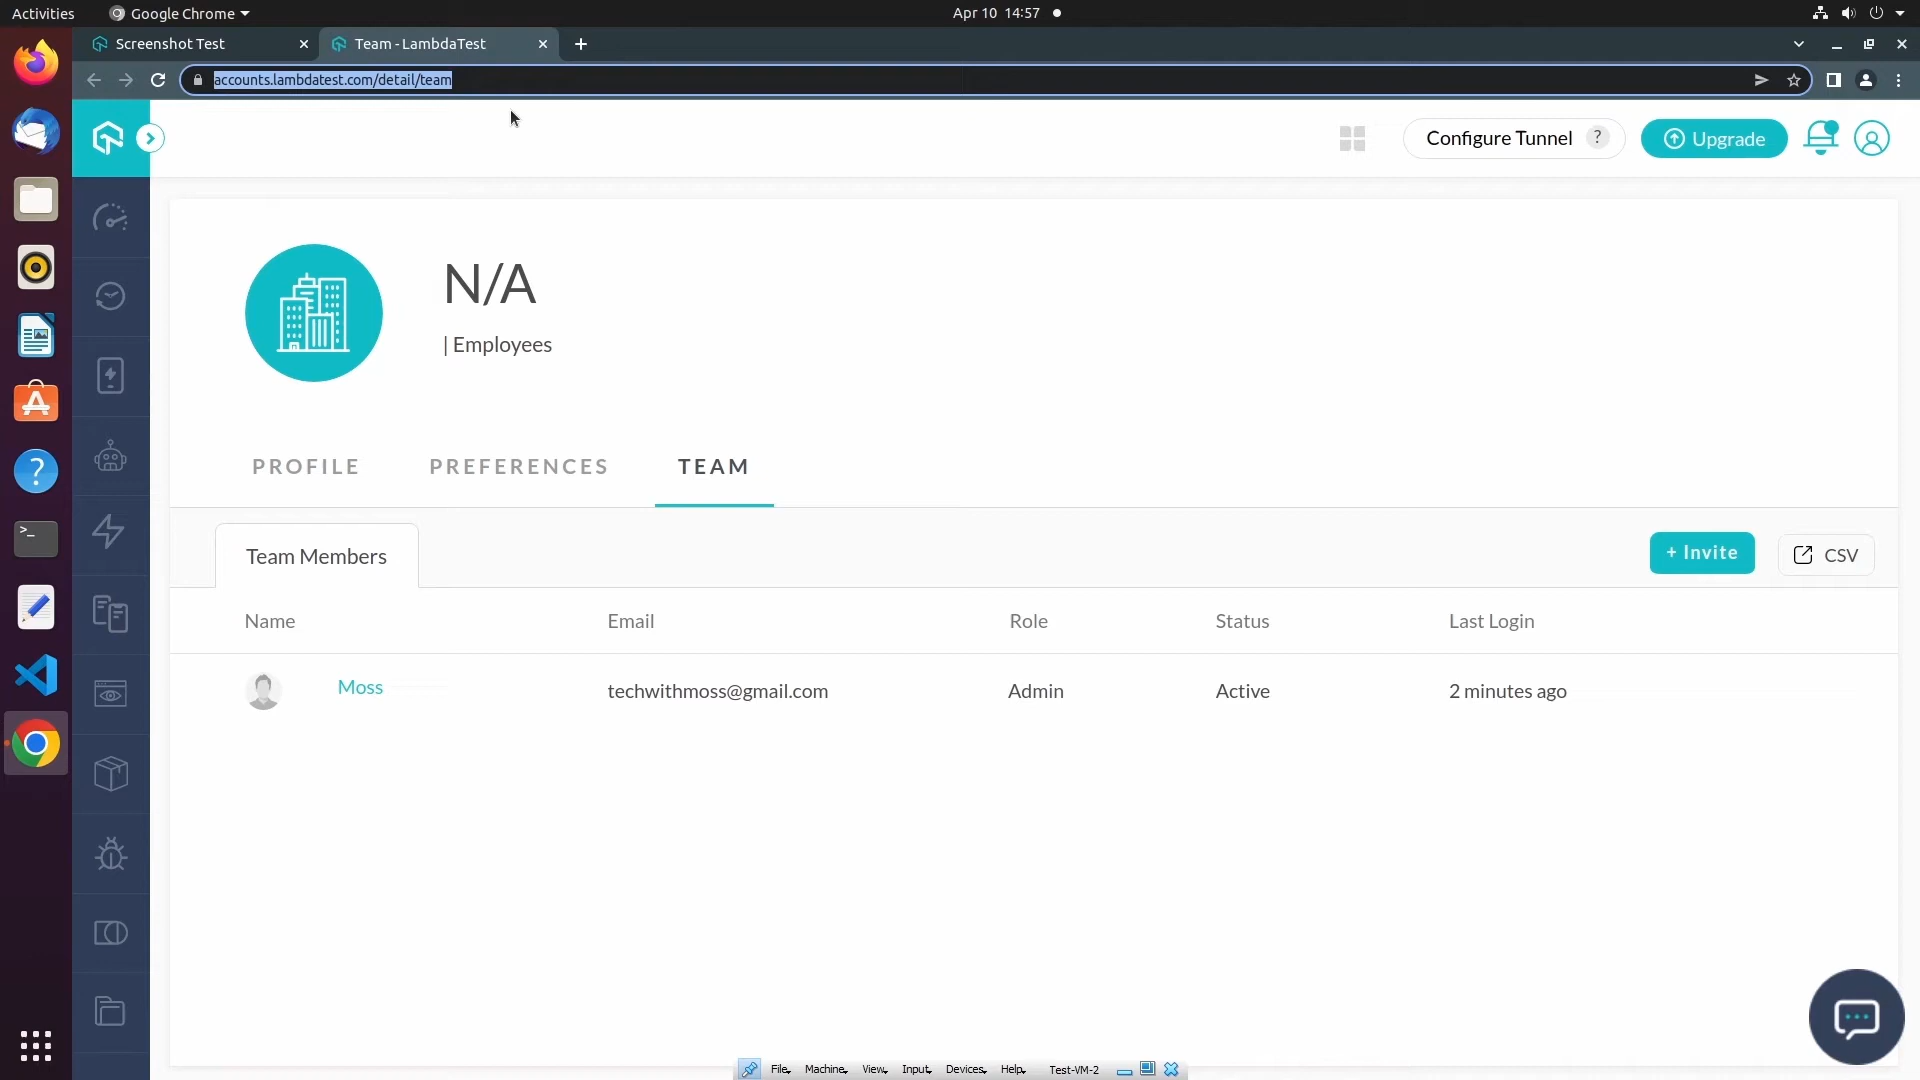 Activities Google Chrome Apr 10 14:57
Screenshot Test Team - LambdaTest
accounts.lambdatest.com/detail/team
Configure Tunnel ? Upgrade
N/A
| Employees
PROFILE PREFERENCES TEAM
Team Members + Invite CSV
Name Email Role Status Last Login
Moss techwithmoss@gmail.com Admin Active 2 minutes ago
File Machine View Input Devices Help Test-VM-2